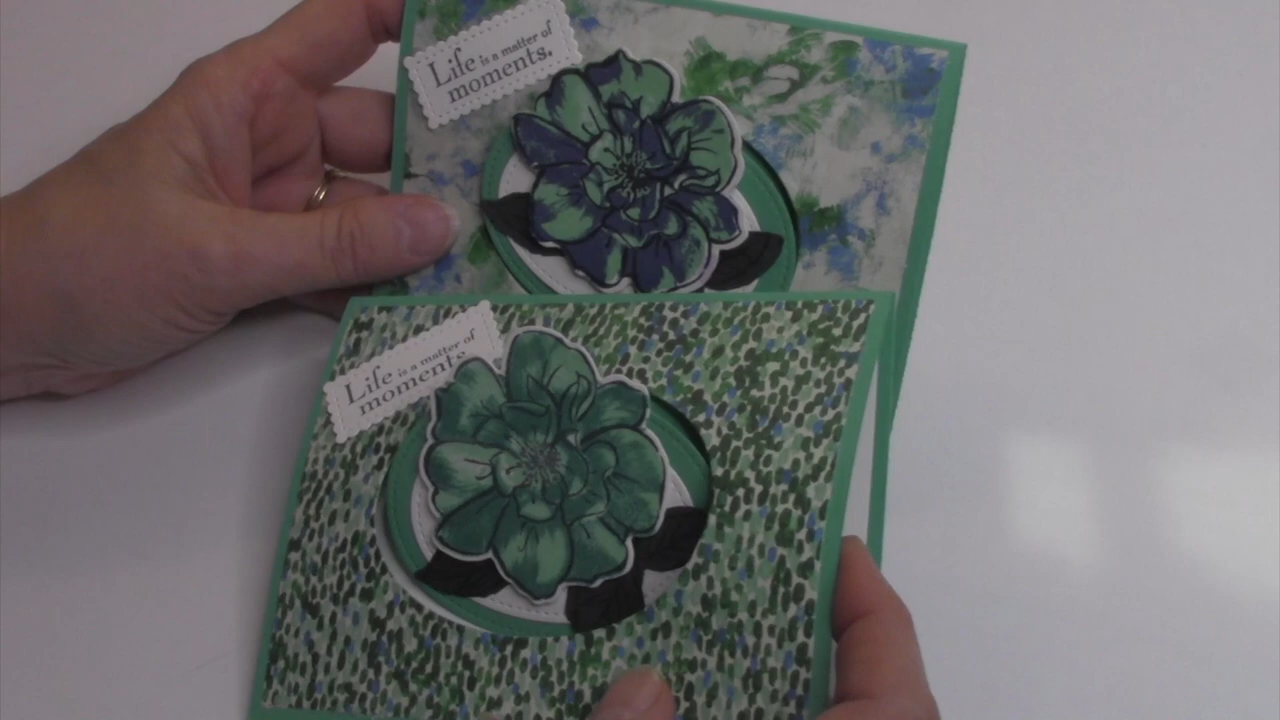 Life is a matter of
moments.
Life is a matter of
moments.